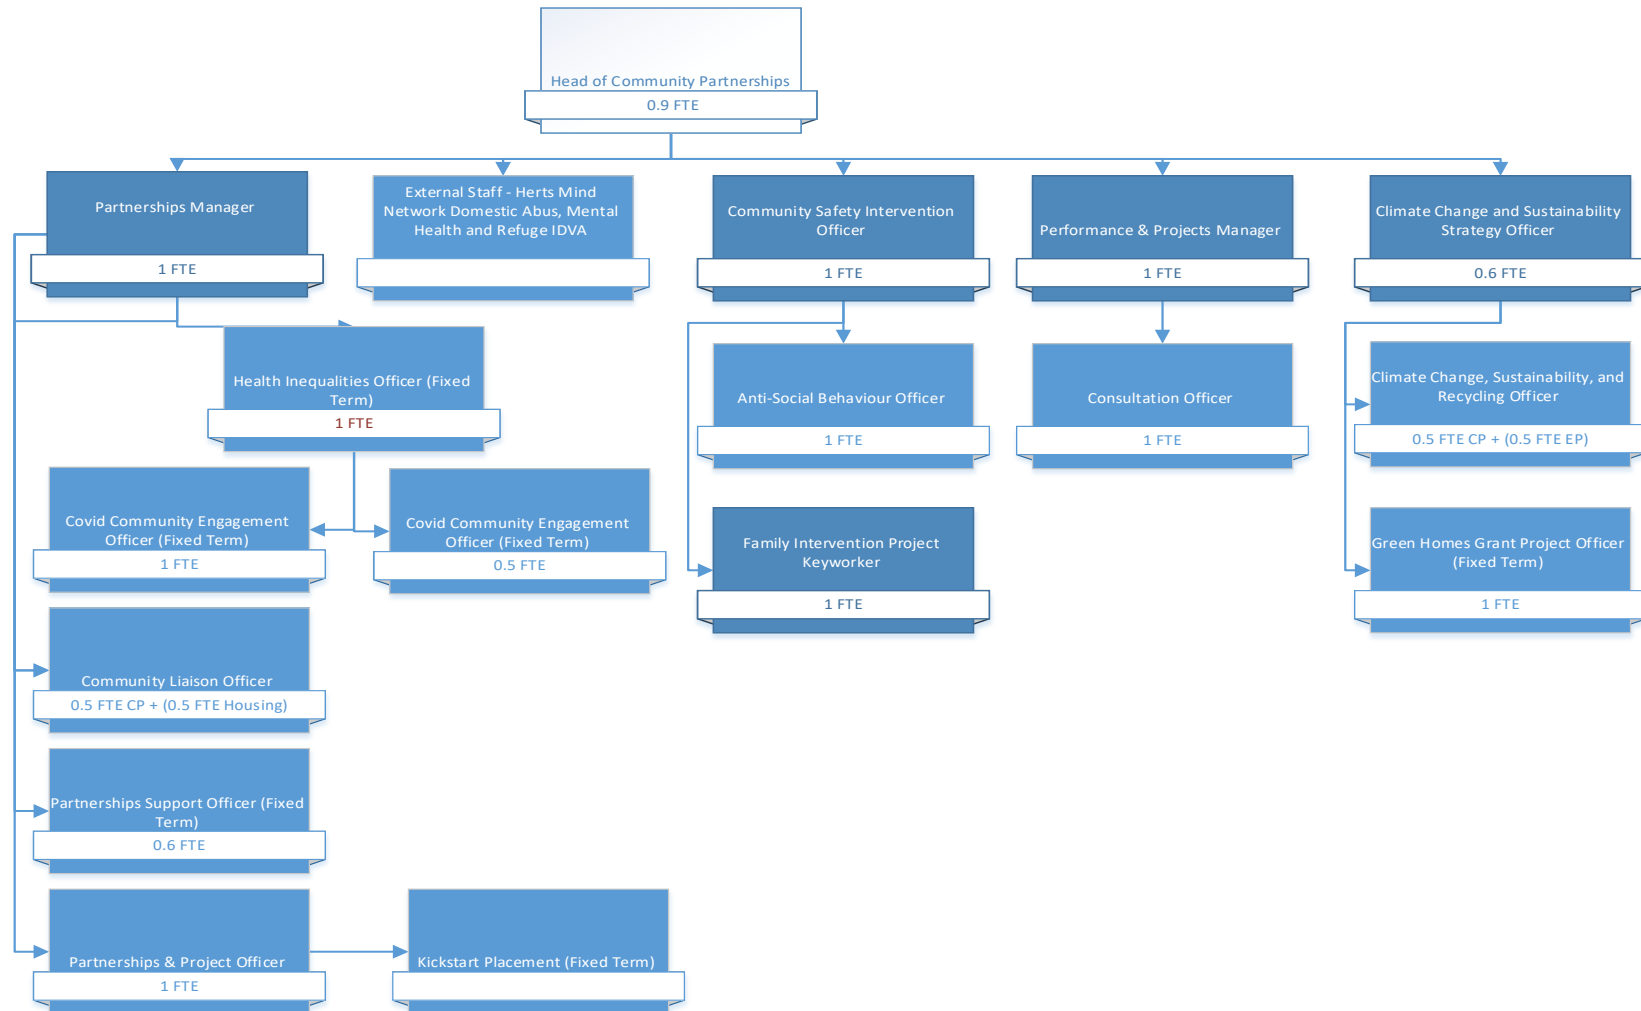 Head of Community Partnerships
0.9 FTE
Partnerships Manager
1 FTE
External Staff - Herts Mind
Network Domestic Abus, Mental
Health and Refuge IDVA
Community Safety Intervention
Officer
1 FTE
Performance & Projects Manager
1 FTE
Climate Change and Sustainability
Strategy Officer
0.6 FTE
Health Inequalities Officer (Fixed
Term)
1 FTE
Anti-Social Behaviour Officer
1 FTE
Consultation Officer
1 FTE
Climate Change, Sustainability, and
Recycling Officer
0.5 FTE CP + (0.5 FTE EP)
Covid Community Engagement
Officer (Fixed Term)
1 FTE
Covid Community Engagement
Officer (Fixed Term)
0.5 FTE
Family Intervention Project
Keyworker
1 FTE
Green Homes Grant Project Officer
(Fixed Term)
1 FTE
Community Liaison Officer
0.5 FTE CP + (0.5 FTE Housing)
Partnerships Support Officer (Fixed
Term)
0.6 FTE
Partnerships & Project Officer
1 FTE
Kickstart Placement (Fixed Term)